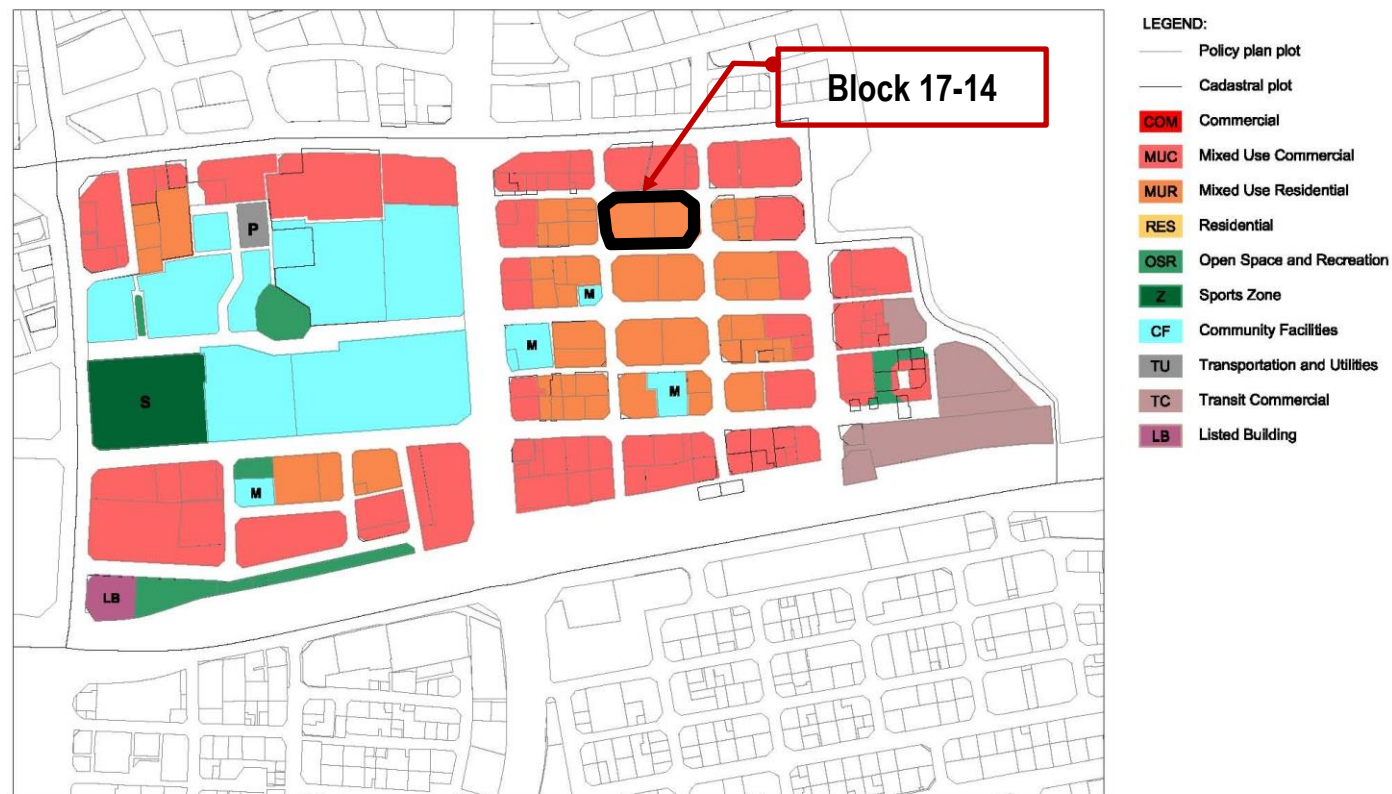 Block 17-14
P
M
M
M
S
M
LB
LEGEND:
Policy plan plot
Cadastral plot
COM Commercial
MUC Mixed Use Commercial
MUR Mixed Use Residential
RES Residential
OSR Open Space and Recreation
Z Sports Zone
CF Community Facilities
TU Transportation and Utilities
TC Transit Commercial
LB Listed Building